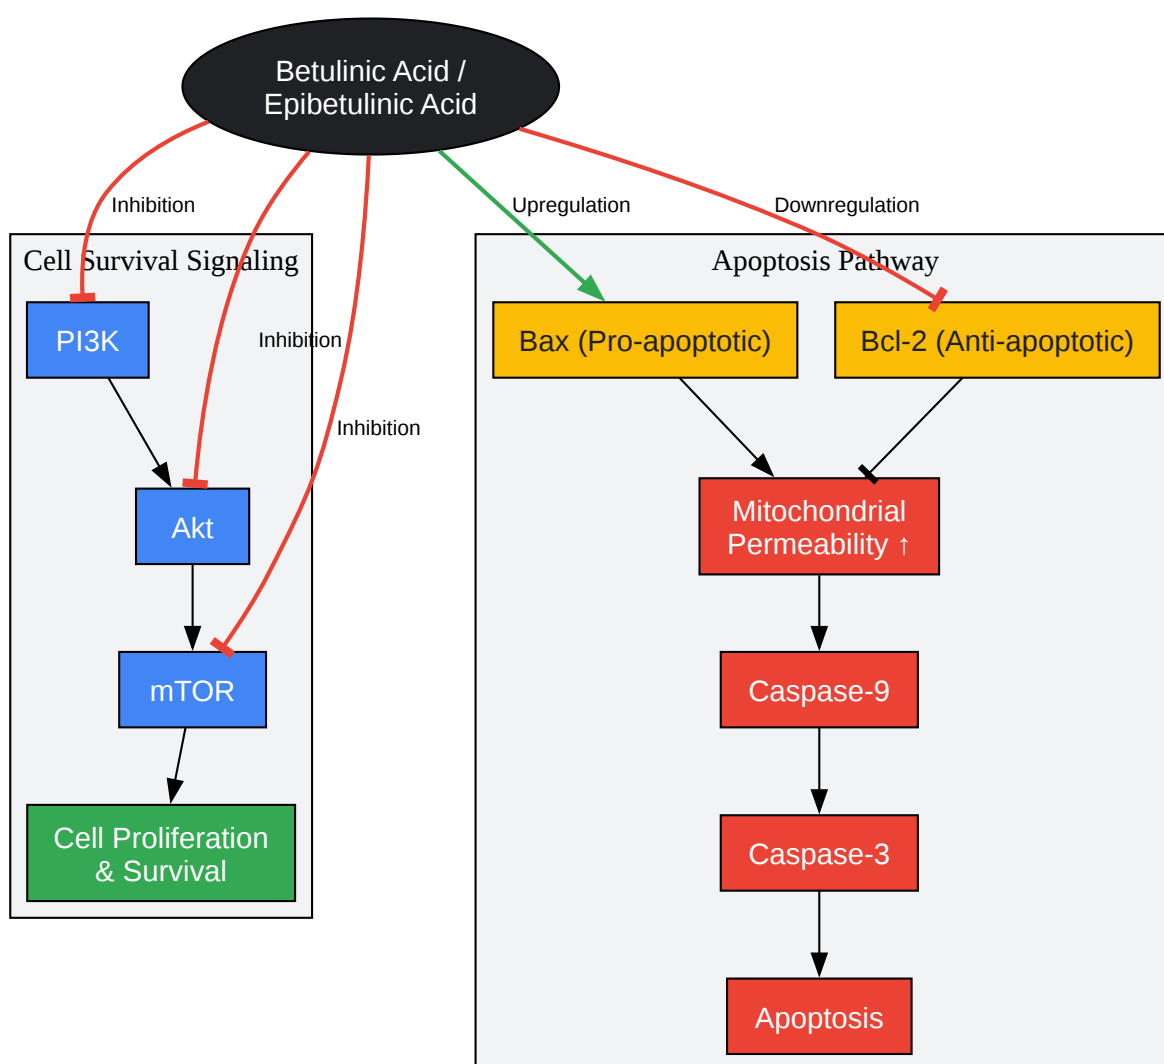 Betulinic Acid /
Epibetulinic Acid
Inhibition
Upregulation
Downregulation
Cell Survival Signaling
Apoptosis Pathway
PI3K
Inhibition
Bax (Pro-apoptotic)
Bcl-2 (Anti-apoptotic)
Inhibition
Akt
Mitochondrial
Permeability ↑
mTOR
Caspase-9
Cell Proliferation
& Survival
Caspase-3
Apoptosis